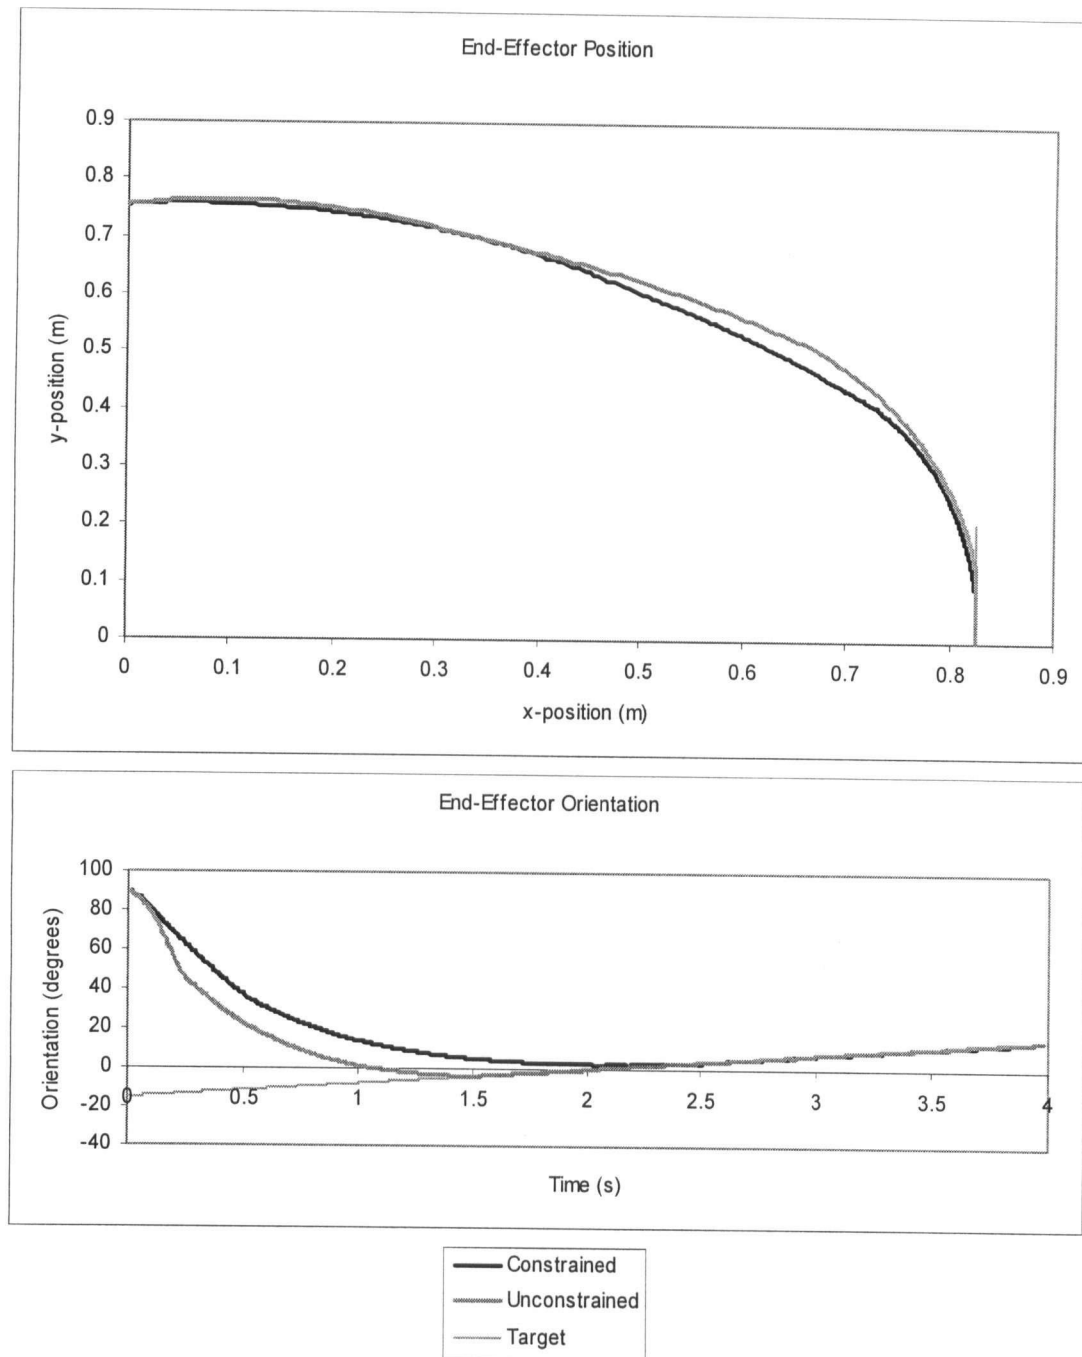 End-Effector Position
0.9
0.8
0.7
0.6
0.5
0.4
0.3
0.2
0.1
0
y-position (m)
0 0.1 0.2 0.3 0.4 0.5 0.6 0.7 0.8 0.9
x-position (m)
End-Effector Orientation
100
80
60
40
20
0
-20
-40
Orientation (degrees)
0 0.5 1 1.5 2 2.5 3 3.5 4
Time (s)
Constrained
Unconstrained
Target